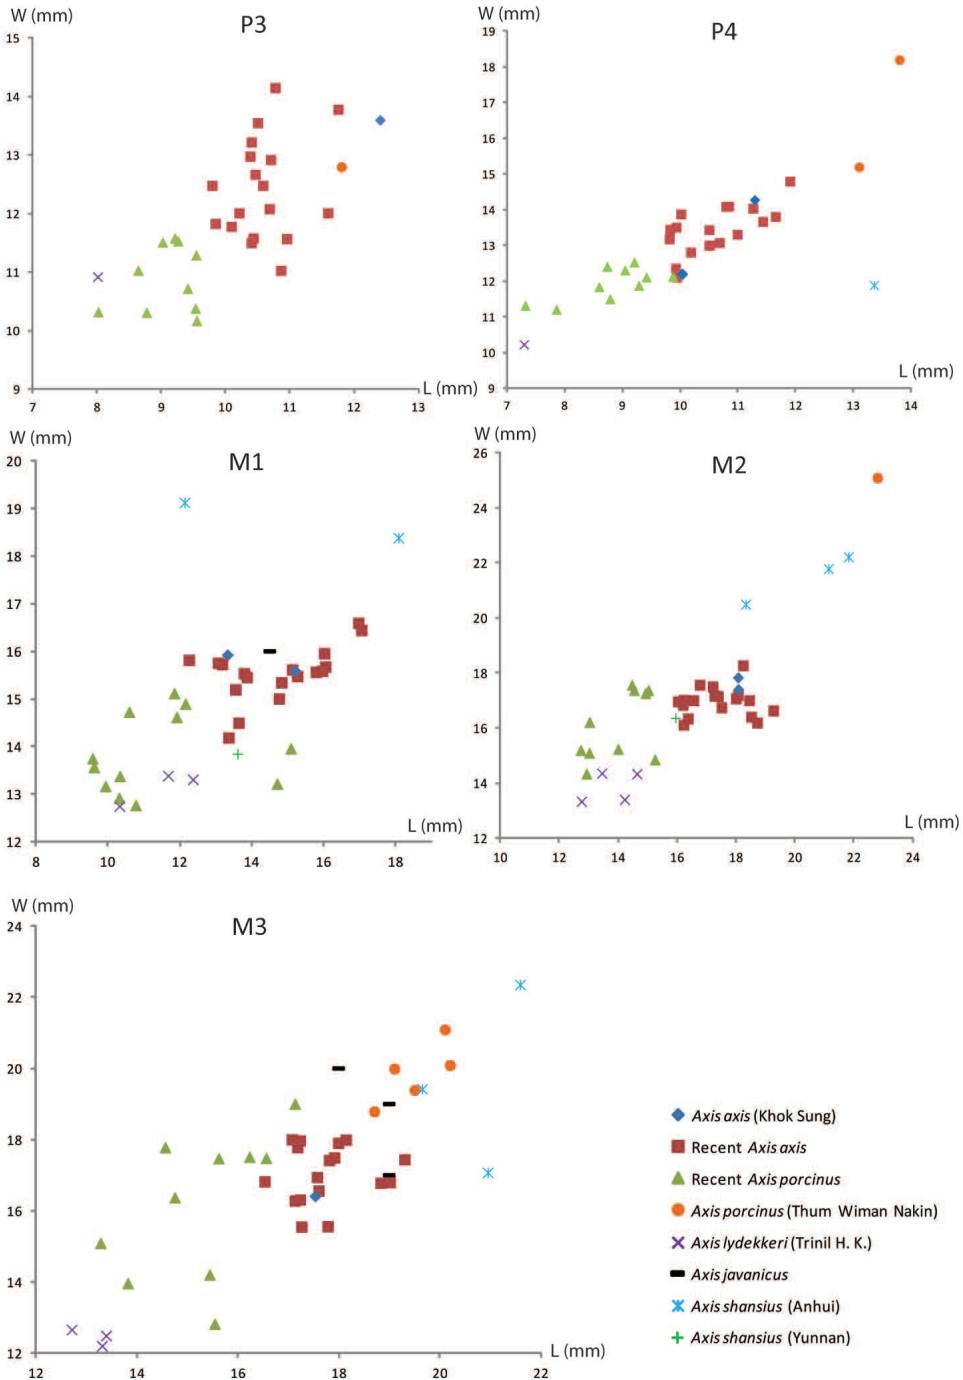 W (mm)
P3
15
14
13
12
11
10
9
7 8 9 10 11 12 13
L (mm)
W (mm)
P4
19
18
17
16
15
14
13
12
11
10
9
7 8 9 10 11 12 13 14
L (mm)
W (mm)
M1
20
19
18
17
16
15
14
13
12
8 10 12 14 16 18
L (mm)
W (mm)
M2
26
24
22
20
18
16
14
12
10 12 14 16 18 20 22 24
L (mm)
W (mm)
M3
24
22
20
18
16
14
12
12 14 16 18 20 22
L (mm)
Axis axis (Khok Sung)
Recent Axis axis
Recent Axis porcinus
Axis porcinus (Thum Wiman Nakin)
Axis lydekkeri (Trinil H. K.)
Axis javanicus
Axis shansius (Anhui)
Axis shansius (Yunnan)